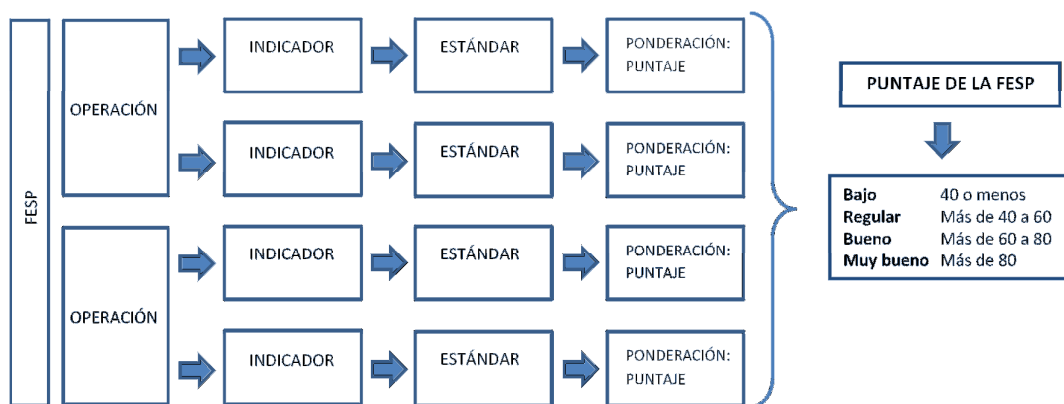 FESP
OPERACIÓN
INDICADOR
ESTÁNDAR
PONDERACIÓN:
PUNTAJE
INDICADOR
ESTÁNDAR
PONDERACIÓN:
PUNTAJE
OPERACIÓN
INDICADOR
ESTÁNDAR
PONDERACIÓN:
PUNTAJE
INDICADOR
ESTÁNDAR
PONDERACIÓN:
PUNTAJE
PUNTAJE DE LA FESP
Bajo 40 o menos
Regular Más de 40 a 60
Bueno Más de 60 a 80
Muy bueno Más de 80